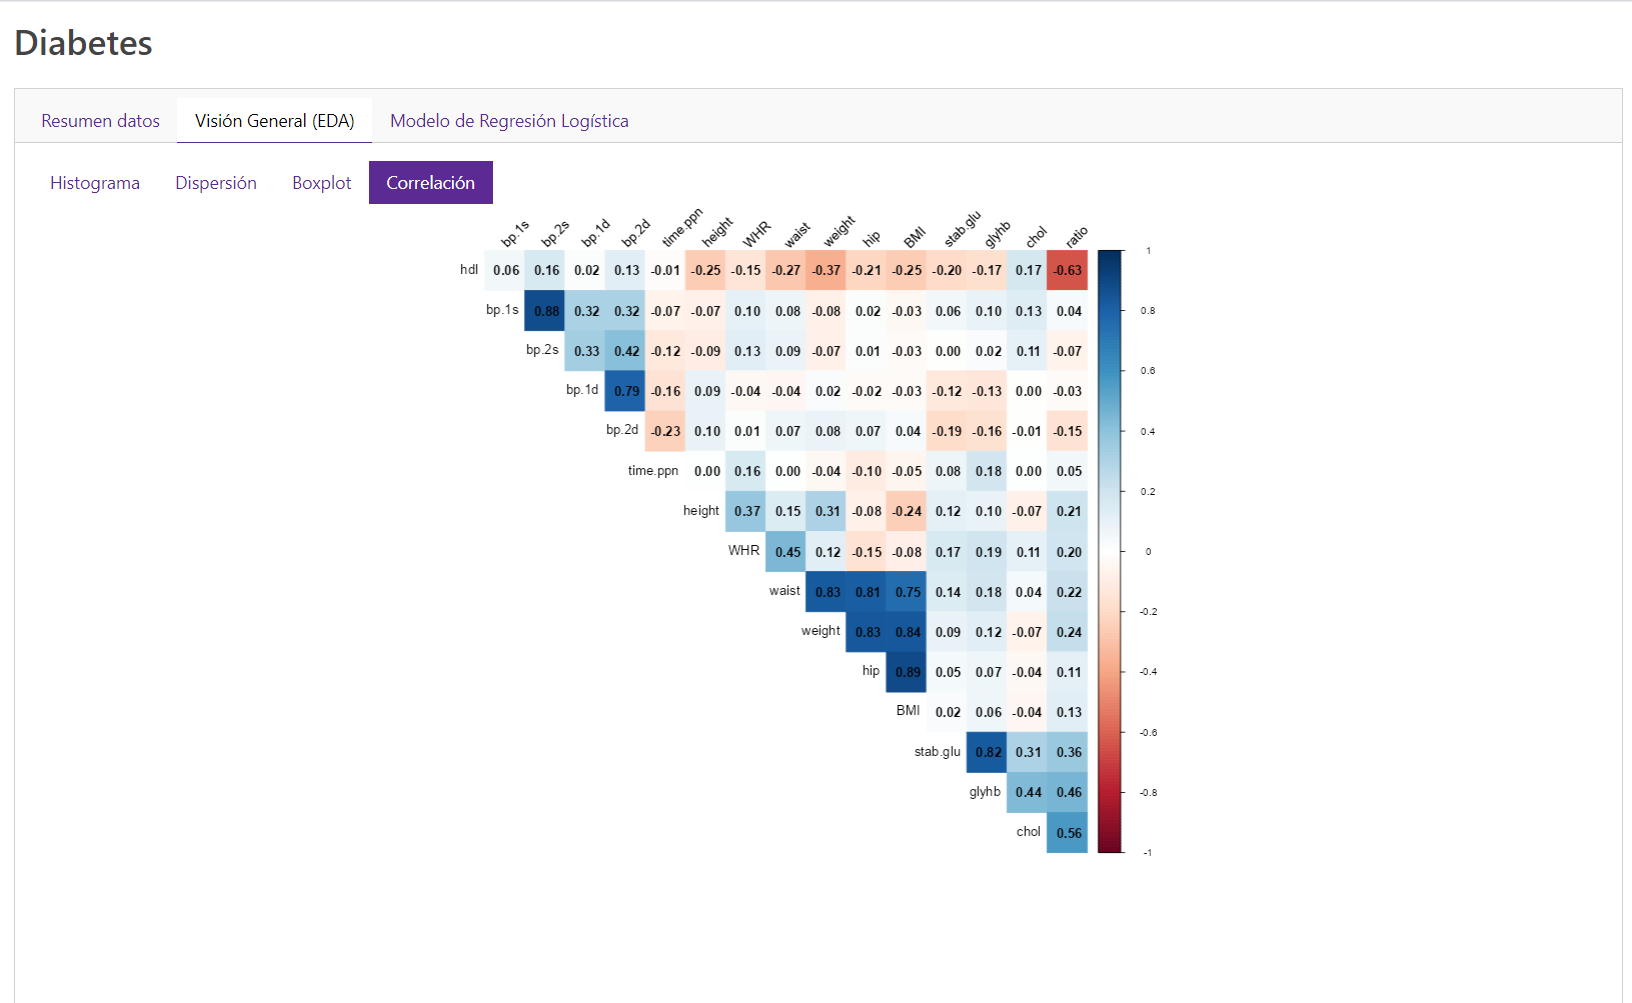 Diabetes
Resumen datos Visión General (EDA) Modelo de Regresión Logística
Histograma Dispersión Boxplot Correlación
bp.1s bp.2s bp.1d bp.2d time.ppn height WHR waist weight hip BMI stab.glu glyhb chol ratio
hdl 0.06 0.16 0.02 0.13 -0.01 -0.25 -0.15 -0.27 -0.37 -0.21 -0.25 -0.20 -0.17 0.17 -0.63
bp.1s 0.88 0.32 0.32 -0.07 -0.07 0.10 0.08 -0.08 0.02 -0.03 0.06 0.10 0.13 0.04
bp.2s 0.33 0.42 -0.12 -0.09 0.13 0.09 -0.07 0.01 -0.03 0.00 0.02 0.11 -0.07
bp.1d 0.79 -0.16 0.09 -0.04 -0.04 0.02 -0.02 -0.03 -0.12 -0.13 0.00 -0.03
bp.2d -0.23 0.10 0.01 0.07 0.08 0.07 0.04 -0.19 -0.16 -0.01 -0.15
time.ppn 0.00 0.16 0.00 -0.04 -0.10 -0.05 0.08 0.18 0.00 0.05
height 0.37 0.15 0.31 -0.08 -0.24 0.12 0.10 -0.07 0.21
WHR 0.45 0.12 -0.15 -0.08 0.17 0.19 0.11 0.20
waist 0.83 0.81 0.75 0.14 0.18 0.04 0.22
weight 0.83 0.84 0.09 0.12 -0.07 0.24
hip 0.89 0.05 0.07 -0.04 0.11
BMI 0.02 0.06 -0.04 0.13
stab.glu 0.82 0.31 0.36
glyhb 0.44 0.46
chol 0.56
1
0.8
0.6
0.4
0.2
0
-0.2
-0.4
-0.6
-0.8
-1